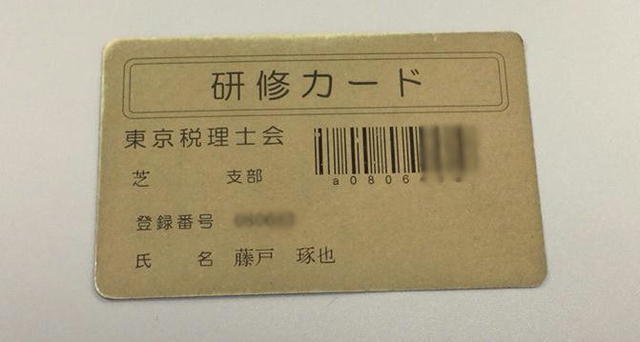 研修カード
東京税理士会
a0806
芝 支部
登録番号
氏 名 藤戸 琢也